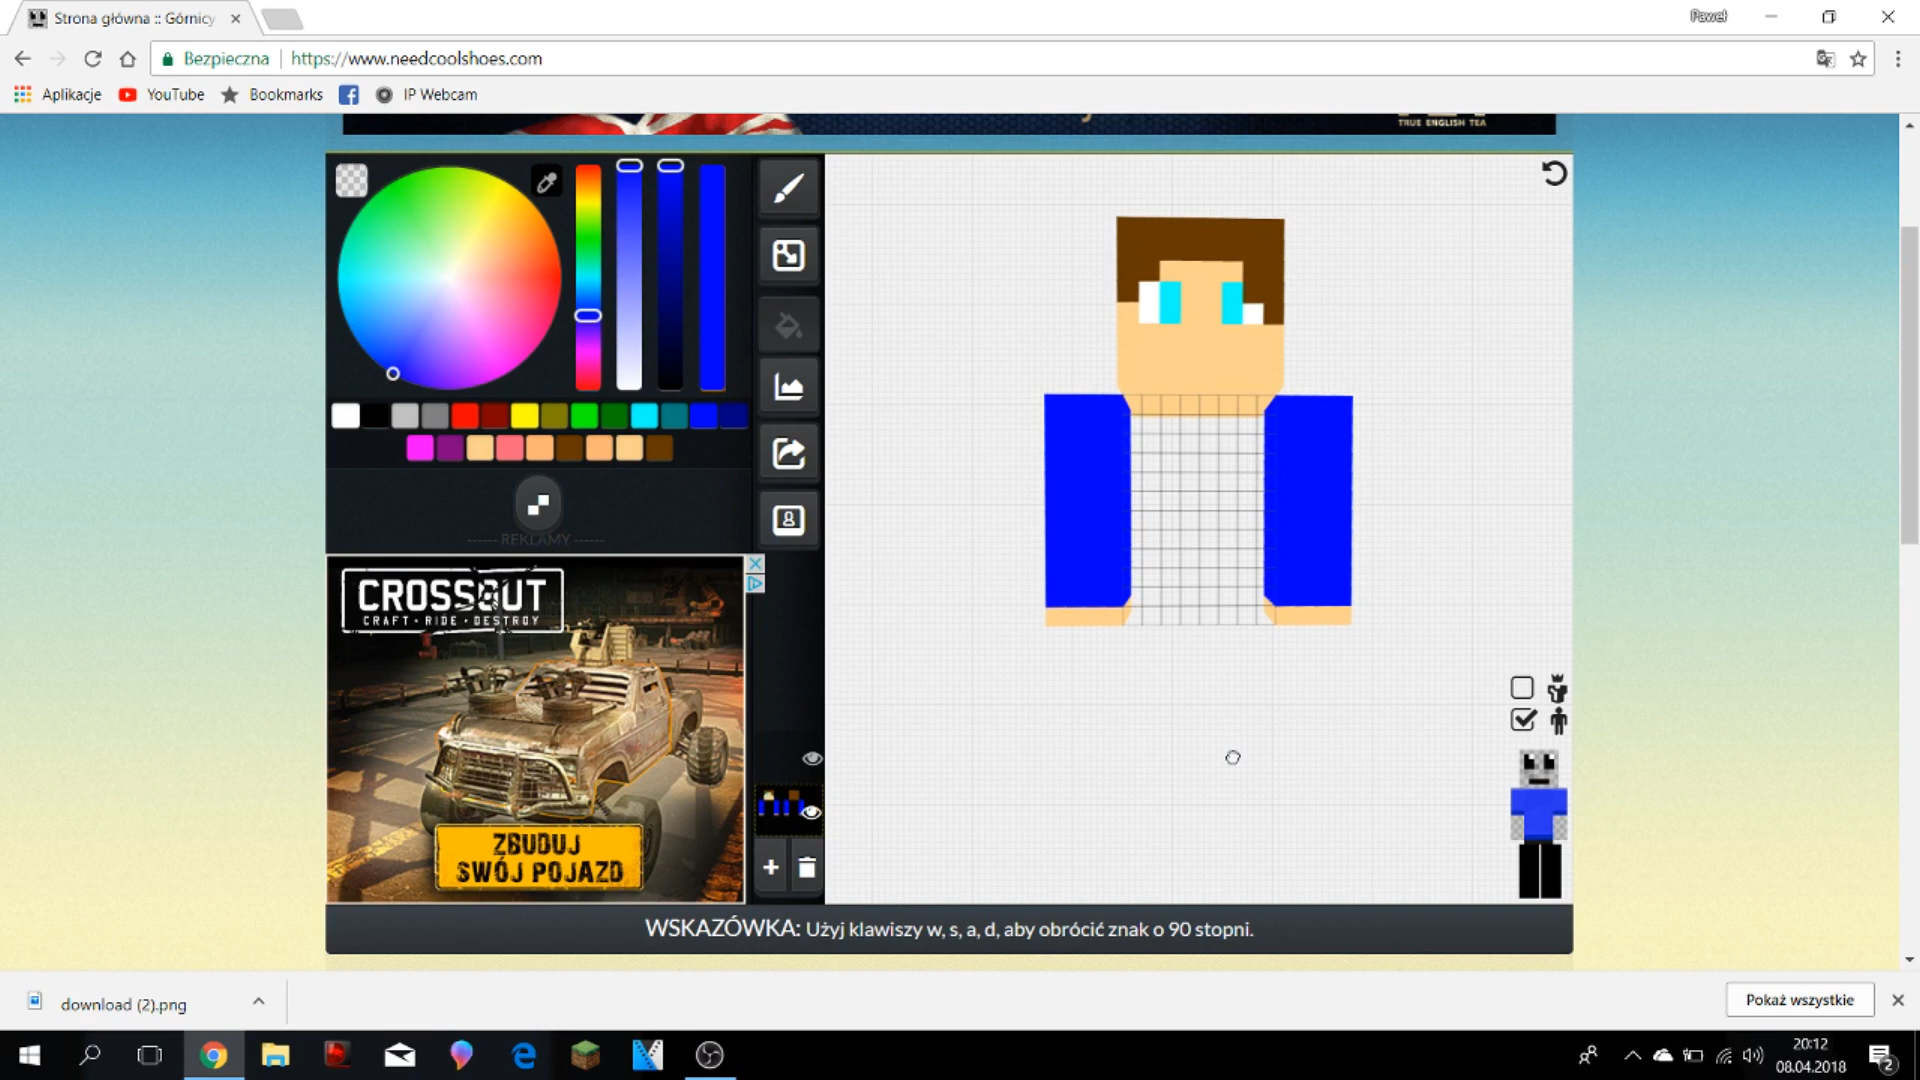 Strona główna :: Górnicy
Paweł
Bezpieczna
https://www.needcoolshoes.com
Aplikacje
YouTube
Bookmarks
IP Webcam
TRUE ENGLISH TEA
------ REKLAMY ------
CROSSOUT
CRAFT • RIDE • DESTROY
ZBUDUJ
SWÓJ POJAZD
WSKAZÓWKA: Użyj klawiszy w, s, a, d, aby obrócić znak o 90 stopni.
download (2).png
Pokaż wszystkie
20:12
08.04.2018
2